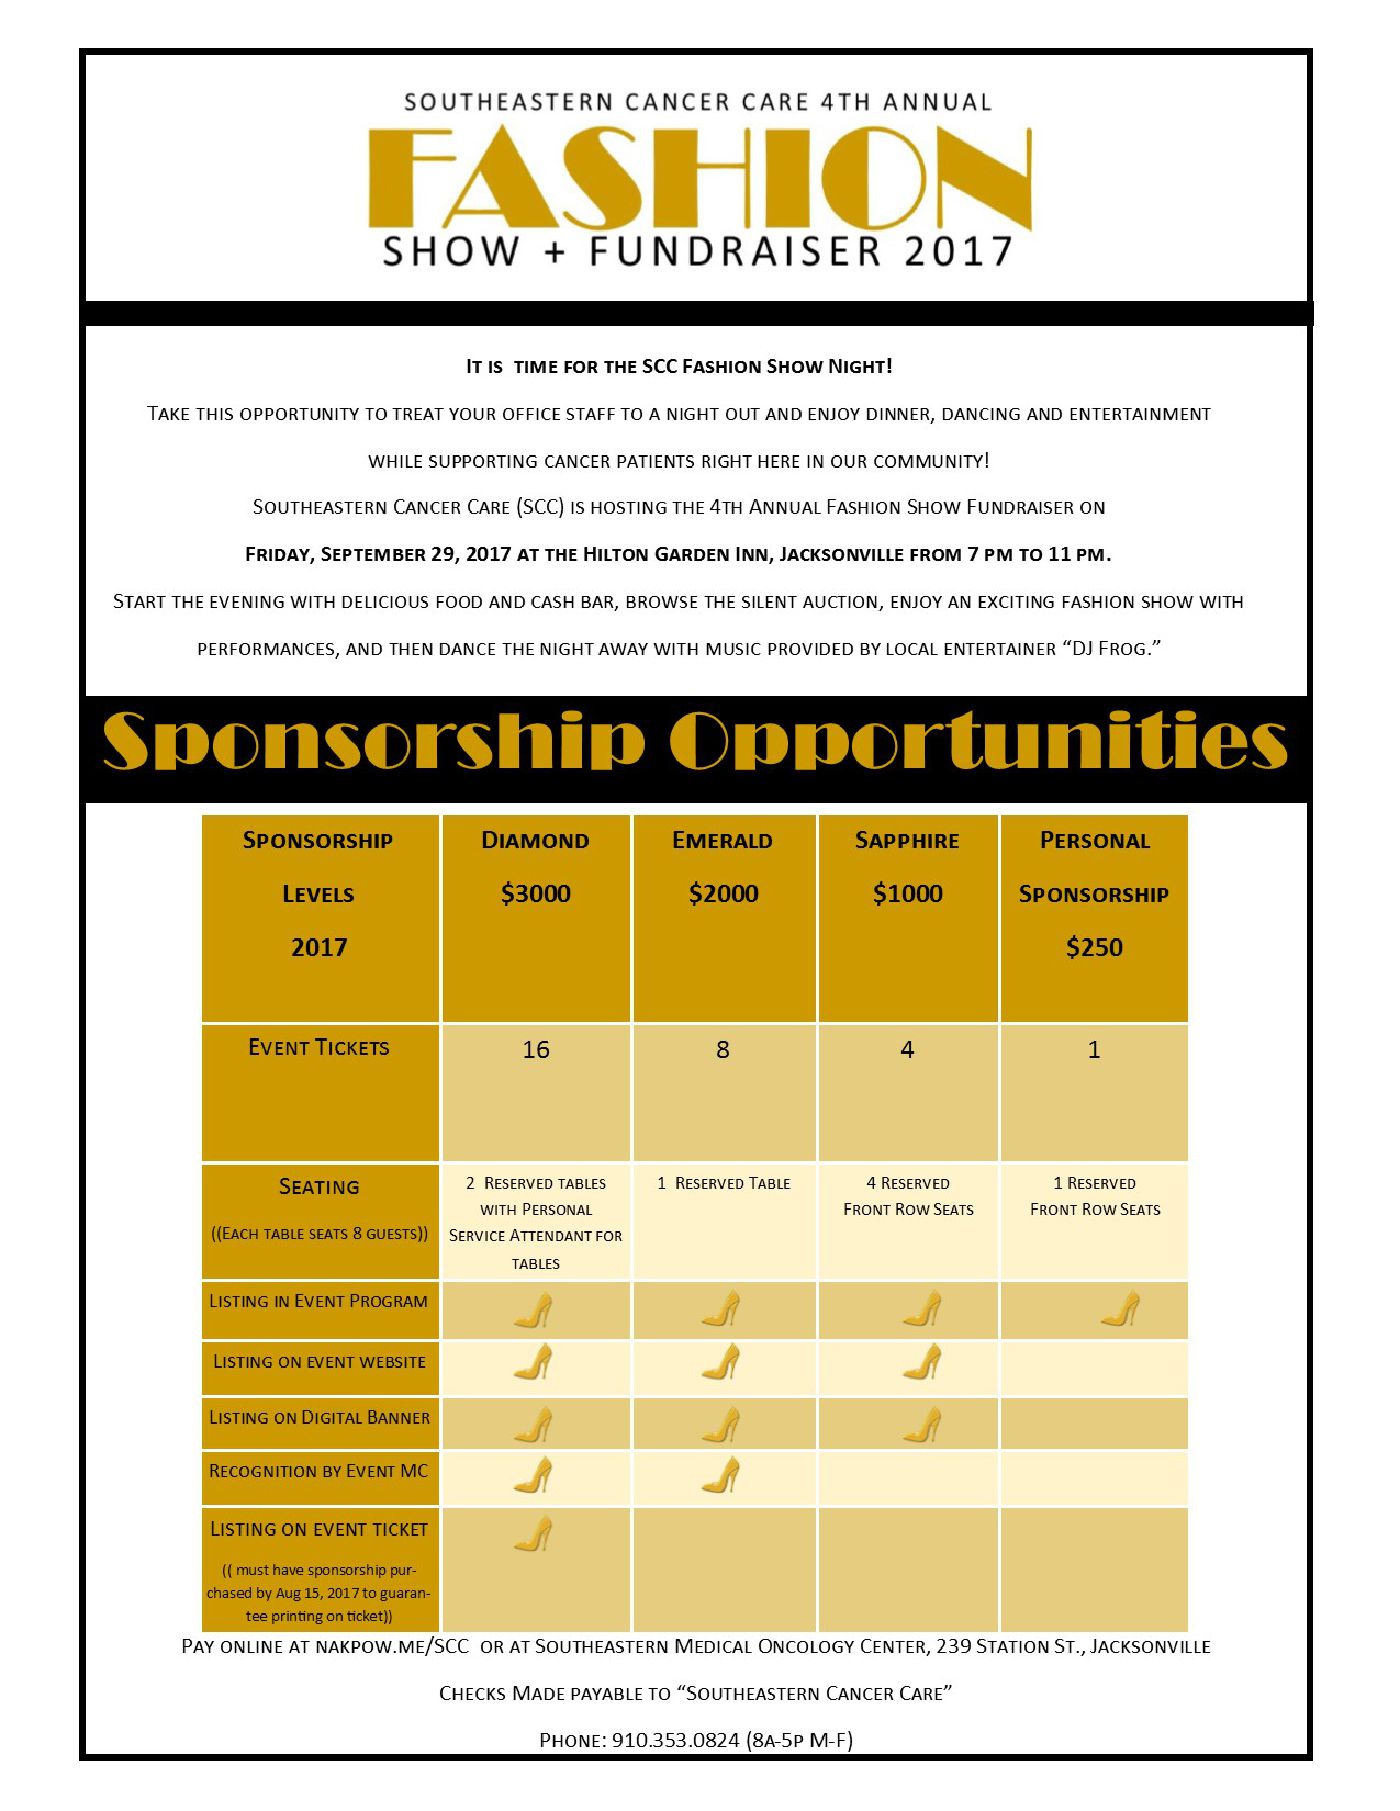 SOUTHEASTERN CANCER CARE 4TH ANNUAL
FASHION
SHOW + FUNDRAISER 2017
IT IS TIME FOR THE SCC FASHION SHOW NIGHT!
TAKE THIS OPPORTUNITY TO TREAT YOUR OFFICE STAFF TO A NIGHT OUT AND ENJOY DINNER, DANCING AND ENTERTAINMENT
WHILE SUPPORTING CANCER PATIENTS RIGHT HERE IN OUR COMMUNITY!
SOUTHEASTERN CANCER CARE (SCC) IS HOSTING THE 4TH ANNUAL FASHION SHOW FUNDRAISER ON
FRIDAY, SEPTEMBER 29, 2017 AT THE HILTON GARDEN INN, JACKSONVILLE FROM 7 PM TO 11 PM.
START THE EVENING WITH DELICIOUS FOOD AND CASH BAR, BROWSE THE SILENT AUCTION, ENJOY AN EXCITING FASHION SHOW WITH
PERFORMANCES, AND THEN DANCE THE NIGHT AWAY WITH MUSIC PROVIDED BY LOCAL ENTERTAINER “DJ FROG.”
Sponsorship Opportunities
SPONSORSHIP
LEVELS
2017
DIAMOND
$3000
EMERALD
$2000
SAPPHIRE
$1000
PERSONAL
SPONSORSHIP
$250
EVENT TICKETS
16
8
4
1
SEATING
((EACH TABLE SEATS 8 GUESTS))
2 RESERVED TABLES
WITH PERSONAL
SERVICE ATTENDANT FOR
TABLES
1 RESERVED TABLE
4 RESERVED
FRONT ROW SEATS
1 RESERVED
FRONT ROW SEATS
LISTING IN EVENT PROGRAM
LISTING ON EVENT WEBSITE
LISTING ON DIGITAL BANNER
RECOGNITION BY EVENT MC
LISTING ON EVENT TICKET
(( must have sponsorship pur-
chased by Aug 15, 2017 to guaran-
tee printing on ticket))
PAY ONLINE AT NAKPOW.ME/SCC OR AT SOUTHEASTERN MEDICAL ONCOLOGY CENTER, 239 STATION ST., JACKSONVILLE
CHECKS MADE PAYABLE TO “SOUTHEASTERN CANCER CARE”
PHONE: 910.353.0824 (8A-5P M-F)